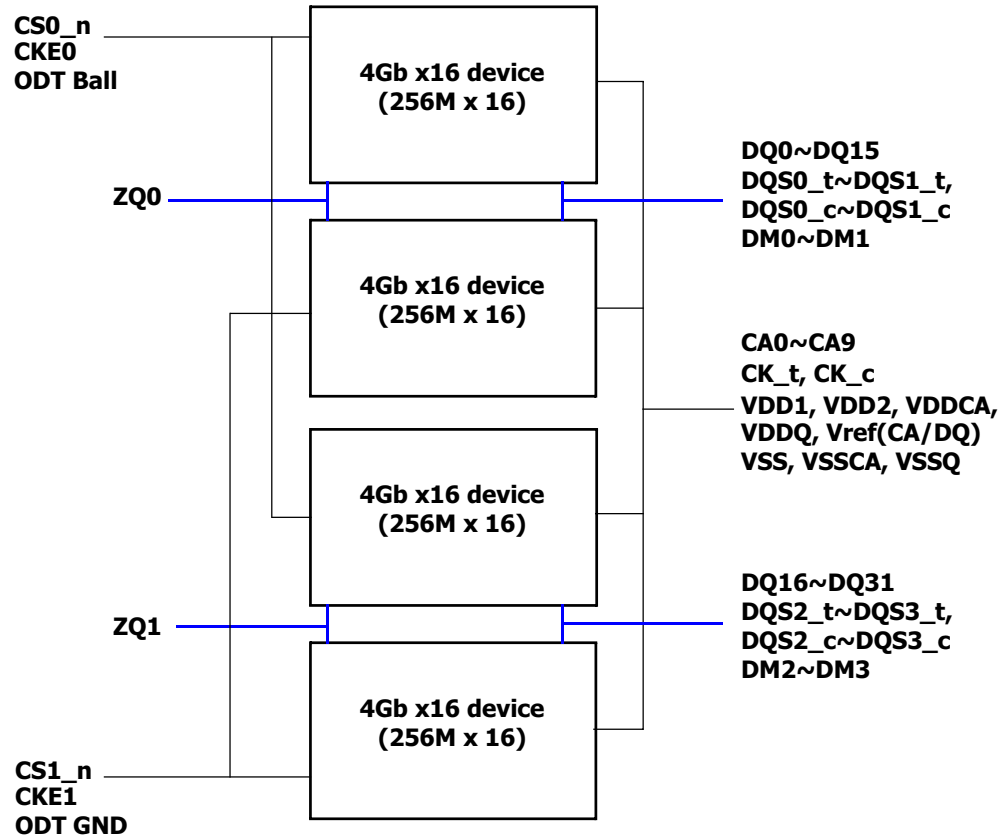 CS0_n
CKE0
ODT Ball
4Gb x16 device
(256M x 16)
ZQ0
DQ0~DQ15
DQS0_t~DQS1_t,
DQS0_c~DQS1_c
DM0~DM1
4Gb x16 device
(256M x 16)
CA0~CA9
CK_t, CK_c
VDD1, VDD2, VDDCA,
VDDQ, Vref(CA/DQ)
VSS, VSSCA, VSSQ
4Gb x16 device
(256M x 16)
ZQ1
DQ16~DQ31
DQS2_t~DQS3_t,
DQS2_c~DQS3_c
DM2~DM3
4Gb x16 device
(256M x 16)
CS1_n
CKE1
ODT GND